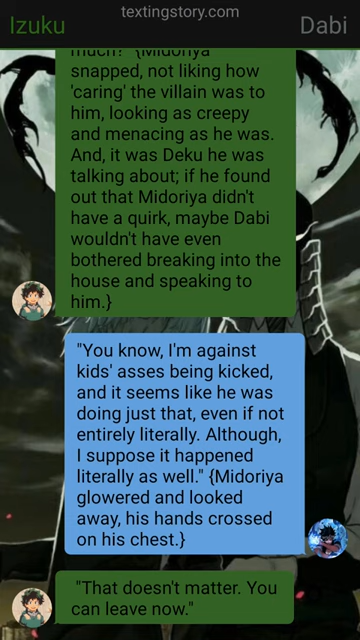 textingstory.com
Izuku
Dabi
much? {Midoriya
snapped, not liking how
'caring' the villain was to
him, looking as creepy
and menacing as he was.
And, it was Deku he was
talking about; if he found
out that Midoriya didn't
have a quirk, maybe Dabi
wouldn't have even
bothered breaking into the
house and speaking to
him.}
"You know, I'm against
kids' asses being kicked,
and it seems like he was
doing just that, even if not
entirely literally. Although,
I suppose it happened
literally as well." {Midoriya
glowered and looked
away, his hands crossed
on his chest.}
"That doesn't matter. You
can leave now."